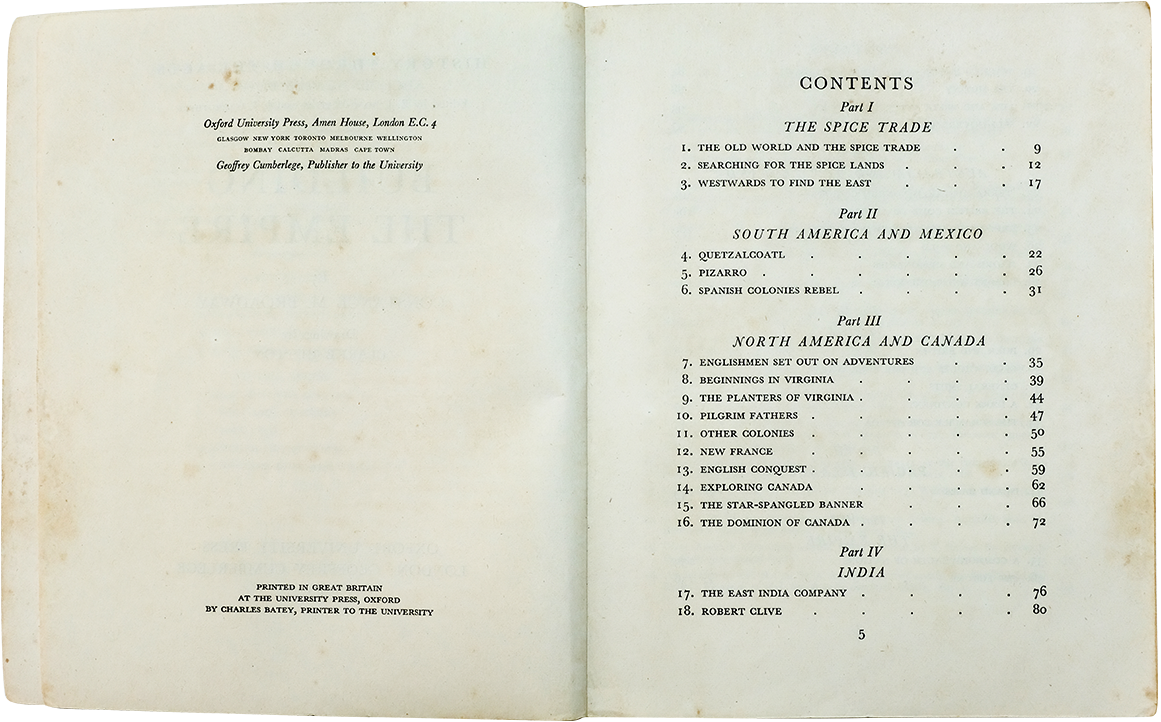 Oxford University Press, Amen House, London E.C. 4
GLASGOW NEW YORK TORONTO MELBOURNE WELLINGTON
BOMBAY CALCUTTA MADRAS CAPE TOWN
Geoffrey Cumberlege, Publisher to the University
PRINTED IN GREAT BRITAIN
AT THE UNIVERSITY PRESS, OXFORD
BY CHARLES BATEY, PRINTER TO THE UNIVERSITY
CONTENTS
Part I
THE SPICE TRADE
1. THE OLD WORLD AND THE SPICE TRADE . . 9
2. SEARCHING FOR THE SPICE LANDS . . . 12
3. WESTWARDS TO FIND THE EAST . . . 17
Part II
SOUTH AMERICA AND MEXICO
4. QUETZALCOATL . . . . . 22
5. PIZARRO . . . . . . 26
6. SPANISH COLONIES REBEL . . . . 31
Part III
NORTH AMERICA AND CANADA
7. ENGLISHMEN SET OUT ON ADVENTURES . . 35
8. BEGINNINGS IN VIRGINIA . . . . 39
9. THE PLANTERS OF VIRGINIA . . . . 44
10. PILGRIM FATHERS . . . . . 47
11. OTHER COLONIES . . . . . 50
12. NEW FRANCE . . . . . 55
13. ENGLISH CONQUEST . . . . . 59
14. EXPLORING CANADA . . . . 62
15. THE STAR-SPANGLED BANNER . . . 66
16. THE DOMINION OF CANADA . . . . 72
Part IV
INDIA
17. THE EAST INDIA COMPANY . . . . 76
18. ROBERT CLIVE . . . . . 80
5